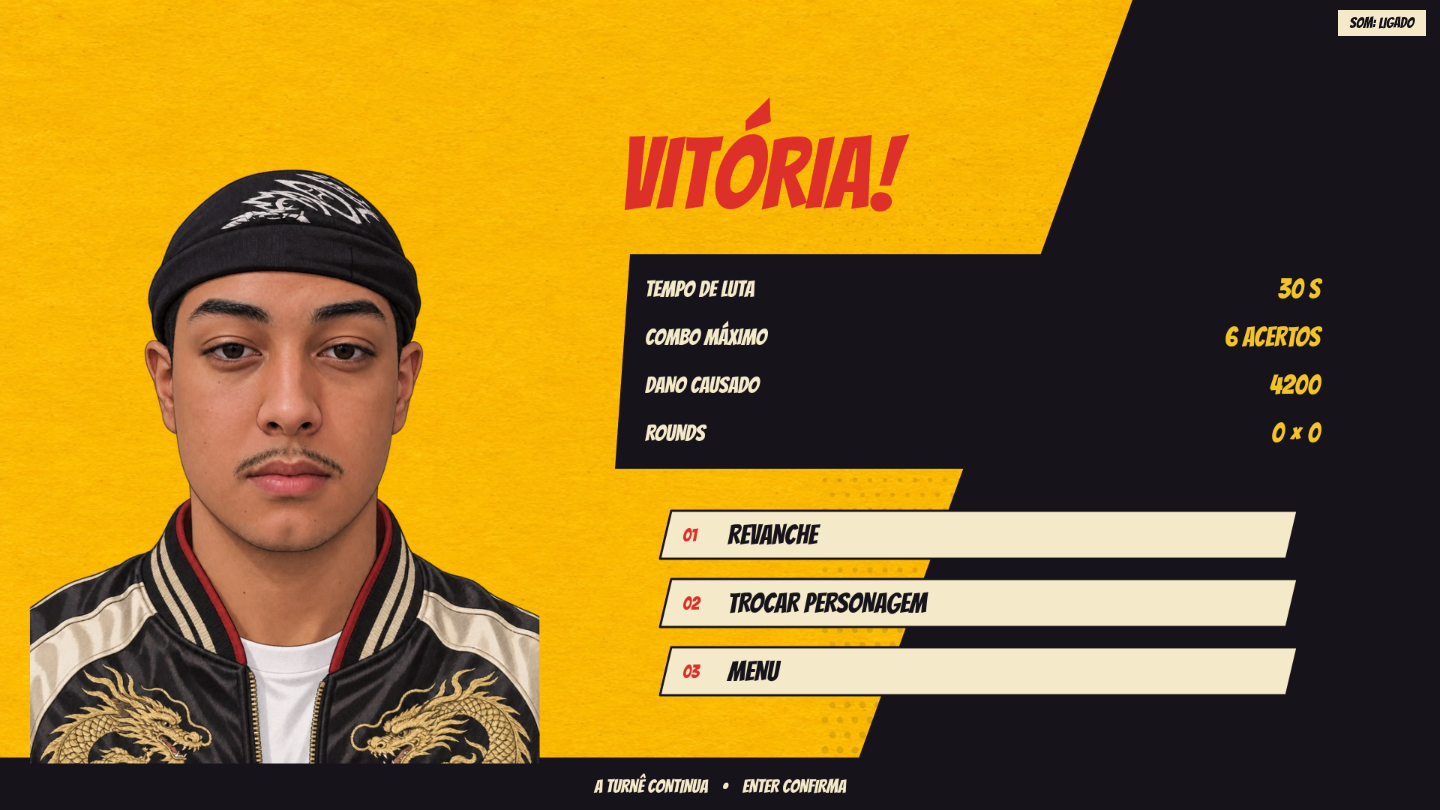 SOM: LIGADO
VITÓRIA!
TEMPO DE LUTA 30 S
COMBO MÁXIMO 6 ACERTOS
DANO CAUSADO 4200
ROUNDS 0 × 0
01 REVANCHE
02 TROCAR PERSONAGEM
03 MENU
A TURNÊ CONTINUA • ENTER CONFIRMA